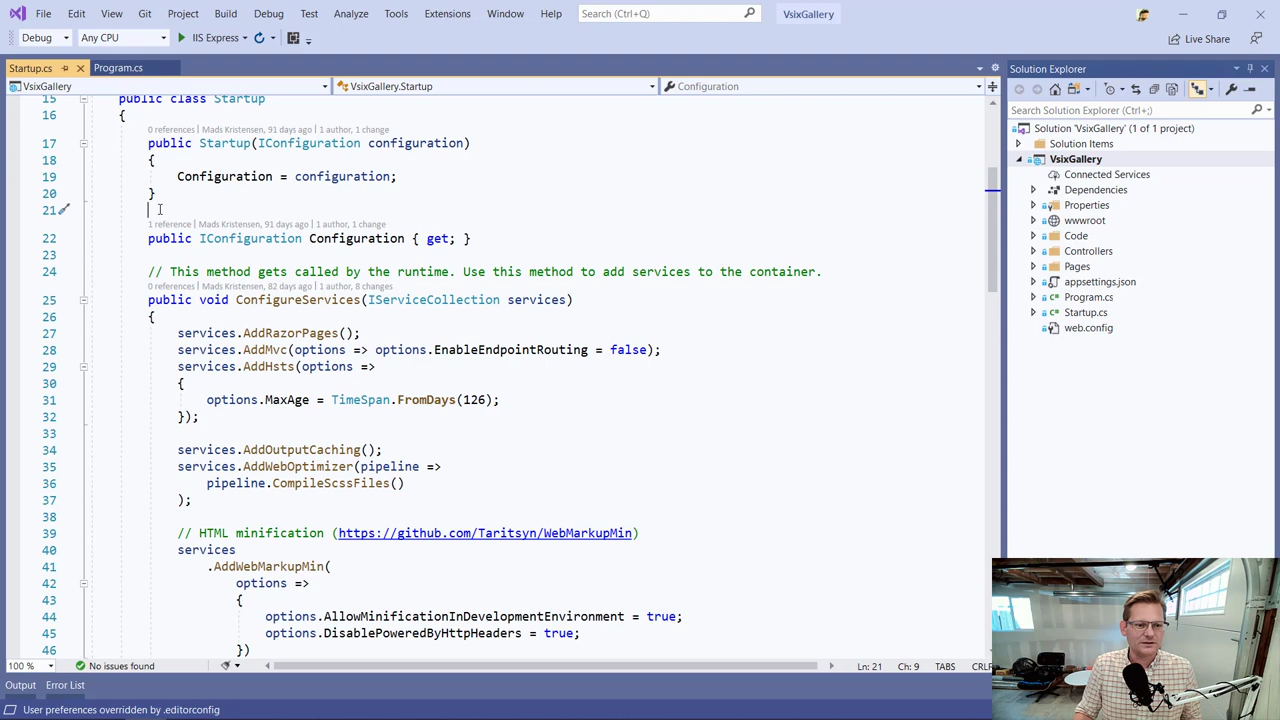 File Edit View Git Project Build Debug Test Analyze Tools Extensions Window Help Search (Ctrl+Q) VsixGallery
Debug Any CPU IIS Express Live Share
Startup.cs Program.cs
VsixGallery VsixGallery.Startup Configuration
15 public class Startup
16 {
0 references | Mads Kristensen, 91 days ago | 1 author, 1 change
17 public Startup(IConfiguration configuration)
18 {
19 Configuration = configuration;
20 }
21
1 reference | Mads Kristensen, 91 days ago | 1 author, 1 change
22 public IConfiguration Configuration { get; }
23
24 // This method gets called by the runtime. Use this method to add services to the container.
0 references | Mads Kristensen, 82 days ago | 1 author, 8 changes
25 public void ConfigureServices(IServiceCollection services)
26 {
27 services.AddRazorPages();
28 services.AddMvc(options => options.EnableEndpointRouting = false);
29 services.AddHsts(options =>
30 {
31 options.MaxAge = TimeSpan.FromDays(126);
32 });
33
34 services.AddOutputCaching();
35 services.AddWebOptimizer(pipeline =>
36 pipeline.CompileScssFiles()
37 );
38
39 // HTML minification (https://github.com/Taritsyn/WebMarkupMin)
40 services
41 .AddWebMarkupMin(
42 options =>
43 {
44 options.AllowMinificationInDevelopmentEnvironment = true;
45 options.DisablePoweredByHttpHeaders = true;
46 })
100 % No issues found Ln: 21 Ch: 9 TABS CRLF
Output Error List
User preferences overridden by .editorconfig
Solution Explorer
Search Solution Explorer (Ctrl+;)
Solution 'VsixGallery' (1 of 1 project)
Solution Items
VsixGallery
Connected Services
Dependencies
Properties
wwwroot
Code
Controllers
Pages
appsettings.json
Program.cs
Startup.cs
web.config